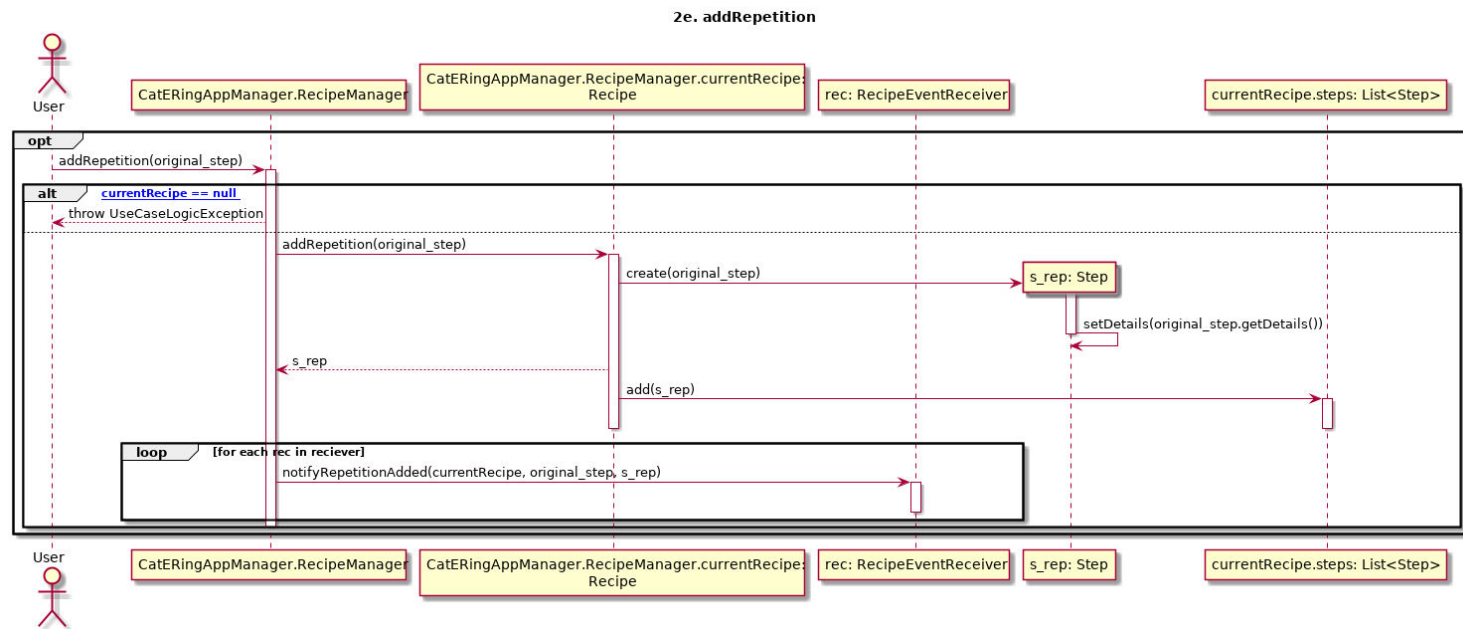 2e. addRepetition
User
CatERingAppManager.RecipeManager
CatERingAppManager.RecipeManager.currentRecipe:
Recipe
rec: RecipeEventReceiver
currentRecipe.steps: List<Step>
opt
addRepetition(original_step)
alt
currentRecipe == null
throw UseCaseLogicException
addRepetition(original_step)
create(original_step)
s_rep: Step
setDetails(original_step.getDetails())
s_rep
add(s_rep)
loop
[for each rec in reciever]
notifyRepetitionAdded(currentRecipe, original_step, s_rep)
User
CatERingAppManager.RecipeManager
CatERingAppManager.RecipeManager.currentRecipe:
Recipe
rec: RecipeEventReceiver
s_rep: Step
currentRecipe.steps: List<Step>